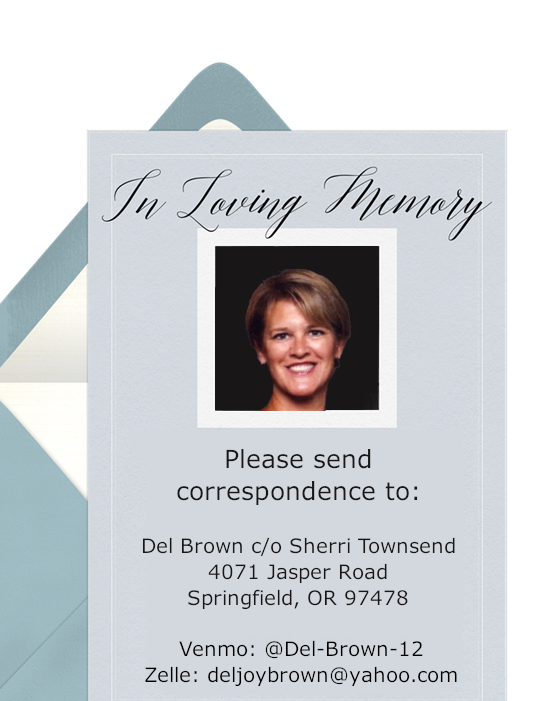 In Loving Memory
Please send
correspondence to:
Del Brown c/o Sherri Townsend
4071 Jasper Road
Springfield, OR 97478
Venmo: @Del-Brown-12
Zelle: deljoybrown@yahoo.com